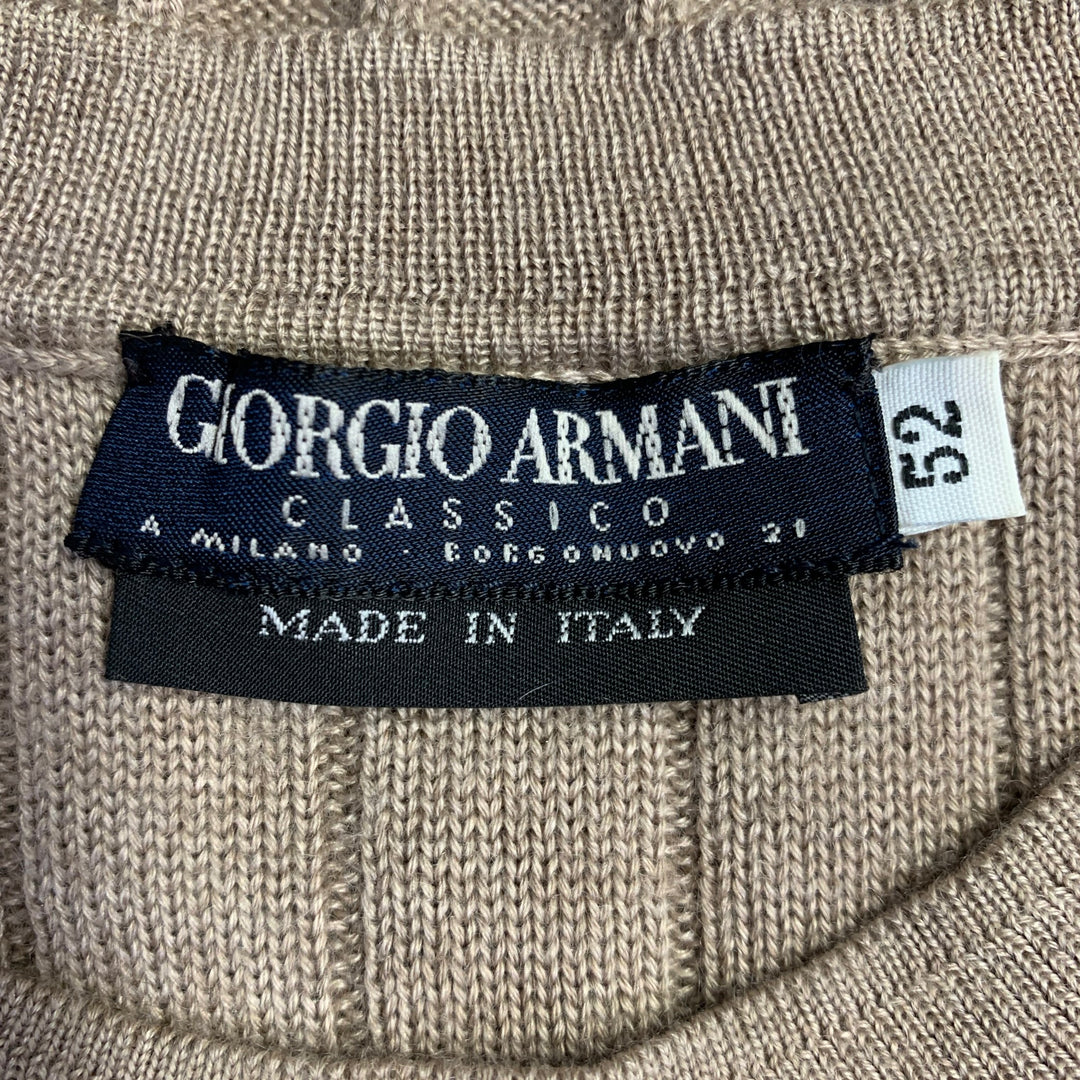 GIORGIO ARMANI
CLASSICO
A MILANO · BORGONUOVO 21
MADE IN ITALY
52